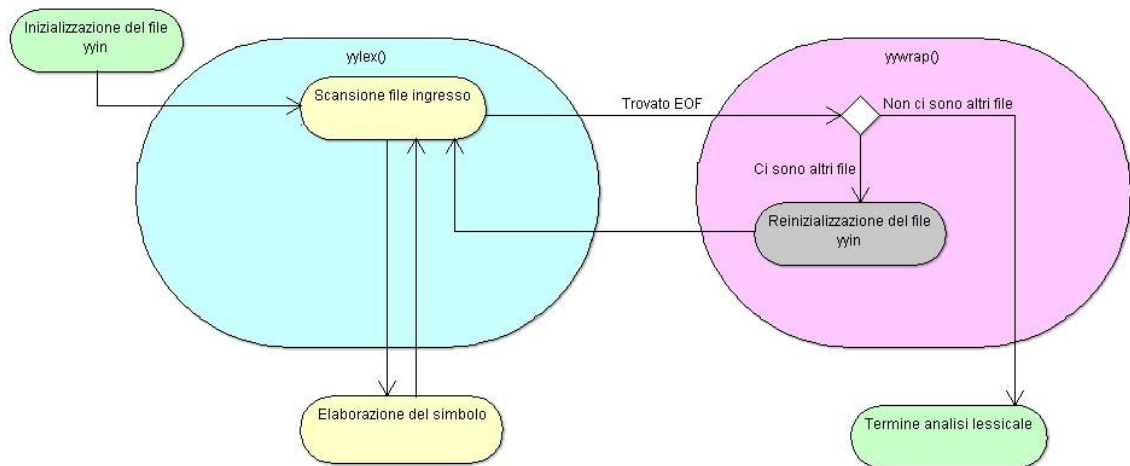 Inizializzazione del file
yyin
yylex()
yywrap()
Scansione file ingresso
Trovato EOF
Non ci sono altri file
Ci sono altri file
Reinizializzazione del file
yyin
Elaborazione del simbolo
Termine analisi lessicale